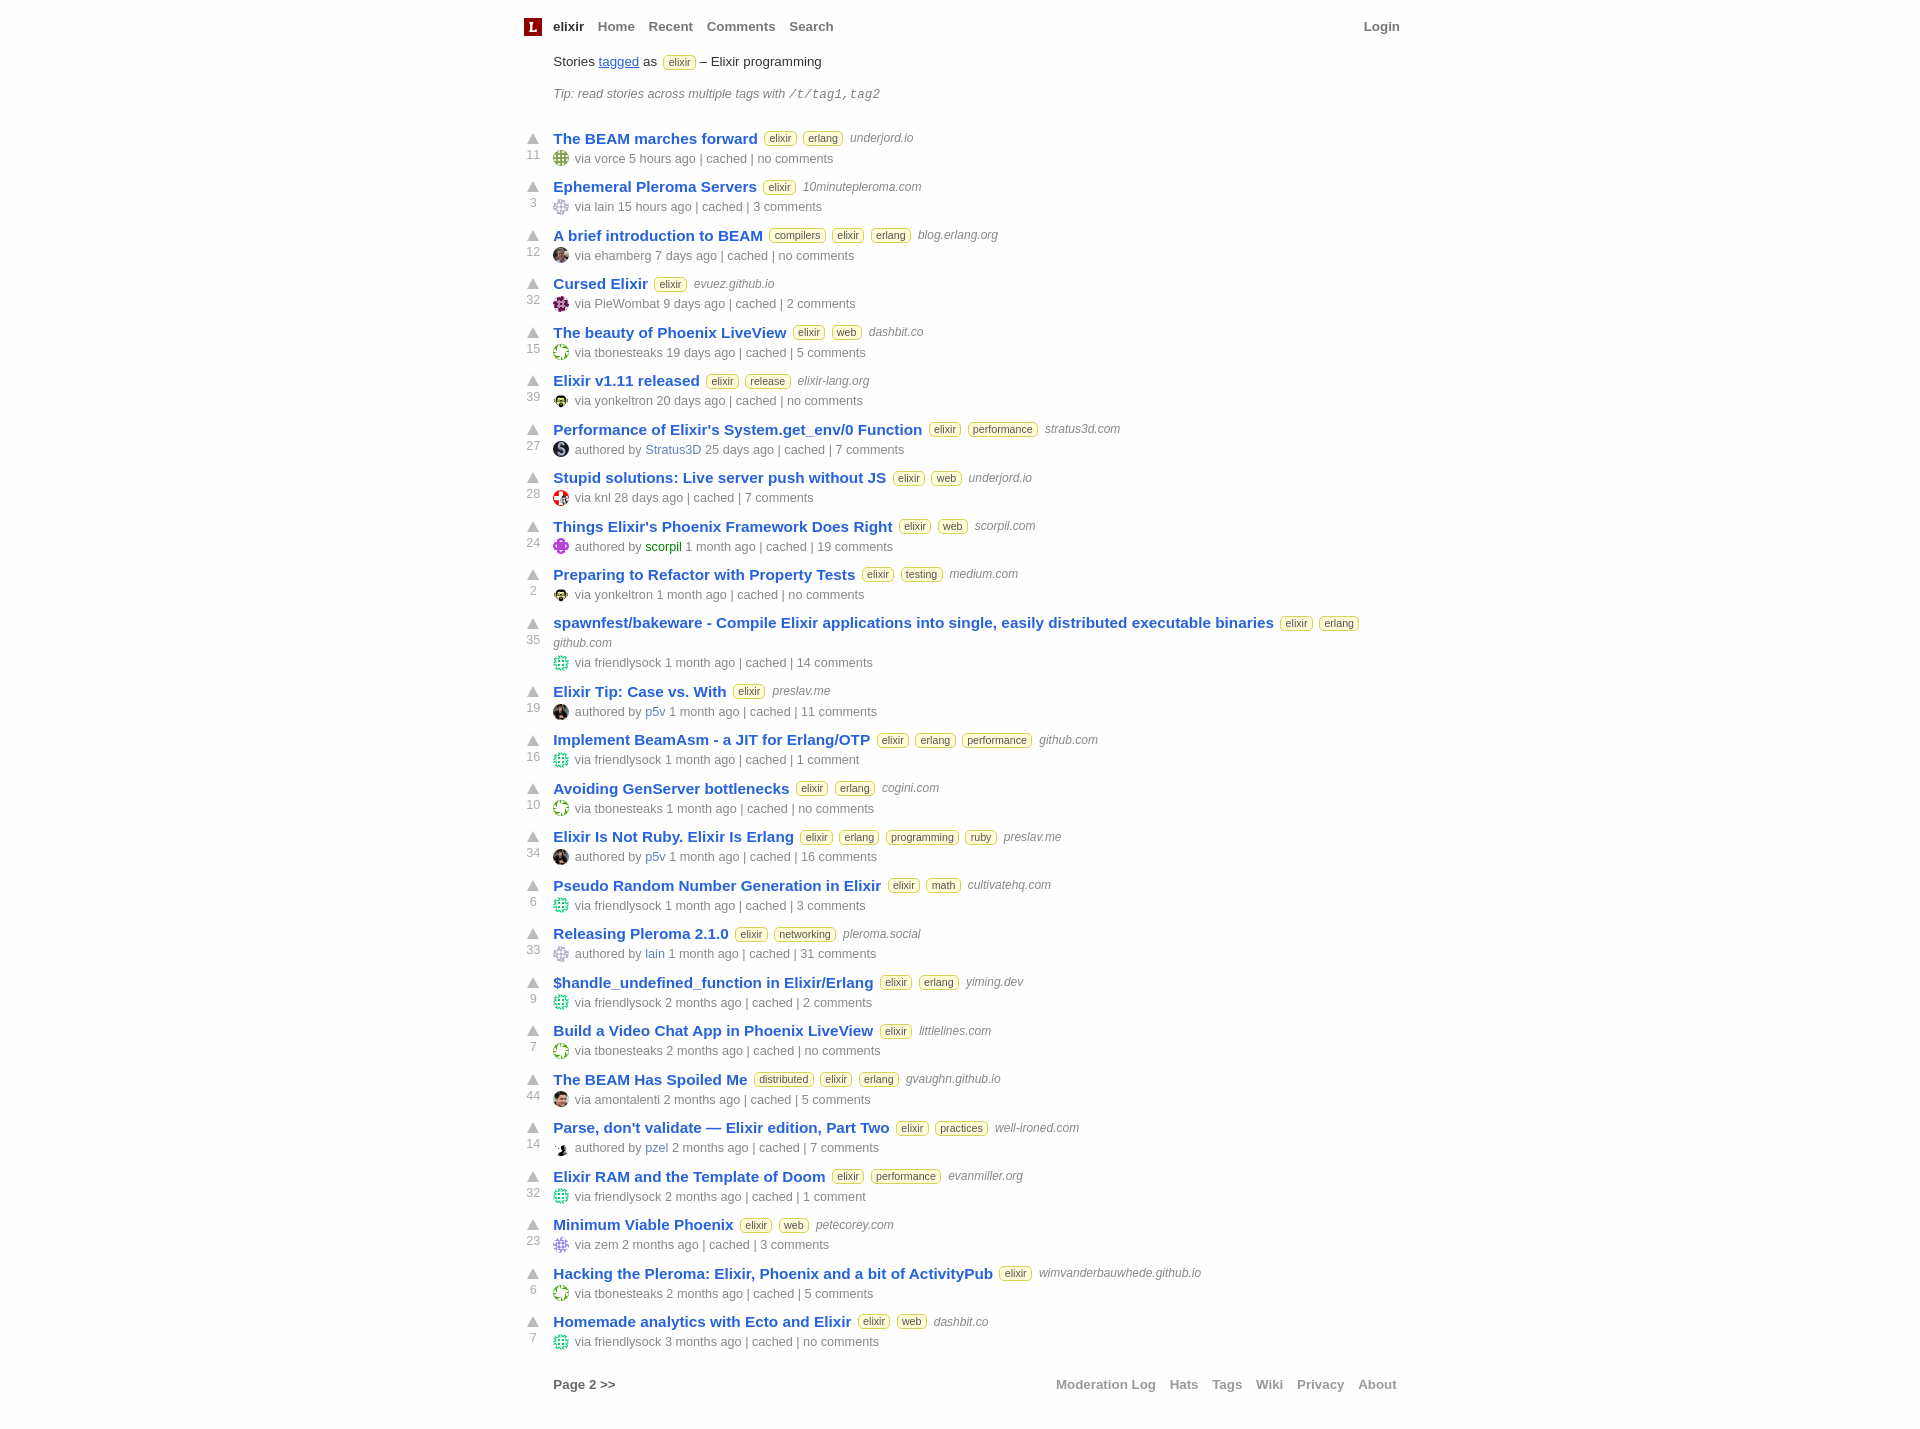 L elixir Home Recent Comments Search Login
Stories tagged as elixir – Elixir programming
Tip: read stories across multiple tags with /t/tag1,tag2
The BEAM marches forward elixir erlang underjord.io
11 via vorce 5 hours ago | cached | no comments
Ephemeral Pleroma Servers elixir 10minutepleroma.com
3 via lain 15 hours ago | cached | 3 comments
A brief introduction to BEAM compilers elixir erlang blog.erlang.org
12 via ehamberg 7 days ago | cached | no comments
Cursed Elixir elixir evuez.github.io
32 via PieWombat 9 days ago | cached | 2 comments
The beauty of Phoenix LiveView elixir web dashbit.co
15 via tbonesteaks 19 days ago | cached | 5 comments
Elixir v1.11 released elixir release elixir-lang.org
39 via yonkeltron 20 days ago | cached | no comments
Performance of Elixir's System.get_env/0 Function elixir performance stratus3d.com
27 authored by Stratus3D 25 days ago | cached | 7 comments
Stupid solutions: Live server push without JS elixir web underjord.io
28 via knl 28 days ago | cached | 7 comments
Things Elixir's Phoenix Framework Does Right elixir web scorpil.com
24 authored by scorpil 1 month ago | cached | 19 comments
Preparing to Refactor with Property Tests elixir testing medium.com
2 via yonkeltron 1 month ago | cached | no comments
spawnfest/bakeware - Compile Elixir applications into single, easily distributed executable binaries elixir erlang
35 github.com
via friendlysock 1 month ago | cached | 14 comments
Elixir Tip: Case vs. With elixir preslav.me
19 authored by p5v 1 month ago | cached | 11 comments
Implement BeamAsm - a JIT for Erlang/OTP elixir erlang performance github.com
16 via friendlysock 1 month ago | cached | 1 comment
Avoiding GenServer bottlenecks elixir erlang cogini.com
10 via tbonesteaks 1 month ago | cached | no comments
Elixir Is Not Ruby. Elixir Is Erlang elixir erlang programming ruby preslav.me
34 authored by p5v 1 month ago | cached | 16 comments
Pseudo Random Number Generation in Elixir elixir math cultivatehq.com
6 via friendlysock 1 month ago | cached | 3 comments
Releasing Pleroma 2.1.0 elixir networking pleroma.social
33 authored by lain 1 month ago | cached | 31 comments
$handle_undefined_function in Elixir/Erlang elixir erlang yiming.dev
9 via friendlysock 2 months ago | cached | 2 comments
Build a Video Chat App in Phoenix LiveView elixir littlelines.com
7 via tbonesteaks 2 months ago | cached | no comments
The BEAM Has Spoiled Me distributed elixir erlang gvaughn.github.io
44 via amontalenti 2 months ago | cached | 5 comments
Parse, don't validate — Elixir edition, Part Two elixir practices well-ironed.com
14 authored by pzel 2 months ago | cached | 7 comments
Elixir RAM and the Template of Doom elixir performance evanmiller.org
32 via friendlysock 2 months ago | cached | 1 comment
Minimum Viable Phoenix elixir web petecorey.com
23 via zem 2 months ago | cached | 3 comments
Hacking the Pleroma: Elixir, Phoenix and a bit of ActivityPub elixir wimvanderbauwhede.github.io
6 via tbonesteaks 2 months ago | cached | 5 comments
Homemade analytics with Ecto and Elixir elixir web dashbit.co
7 via friendlysock 3 months ago | cached | no comments
Page 2 >> Moderation Log Hats Tags Wiki Privacy About